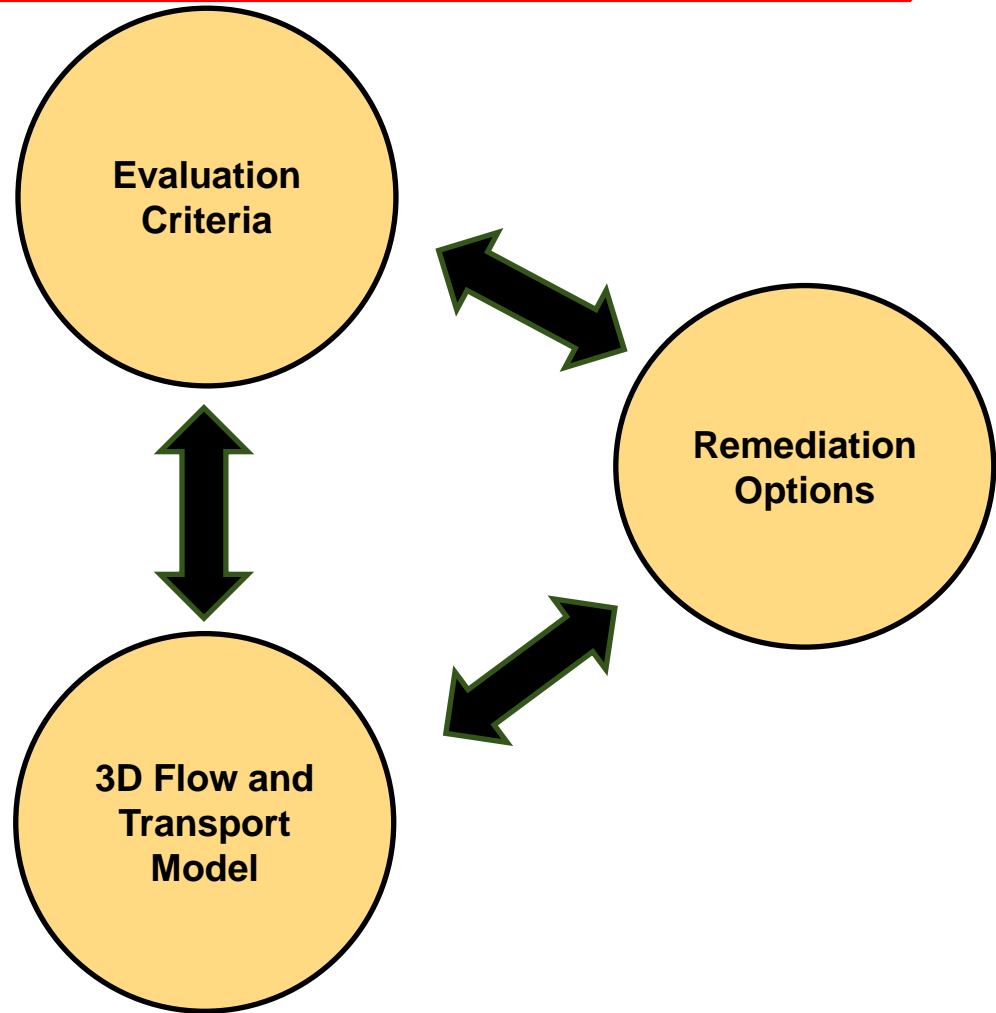 Evaluation
Criteria
Remediation
Options
3D Flow and
Transport
Model